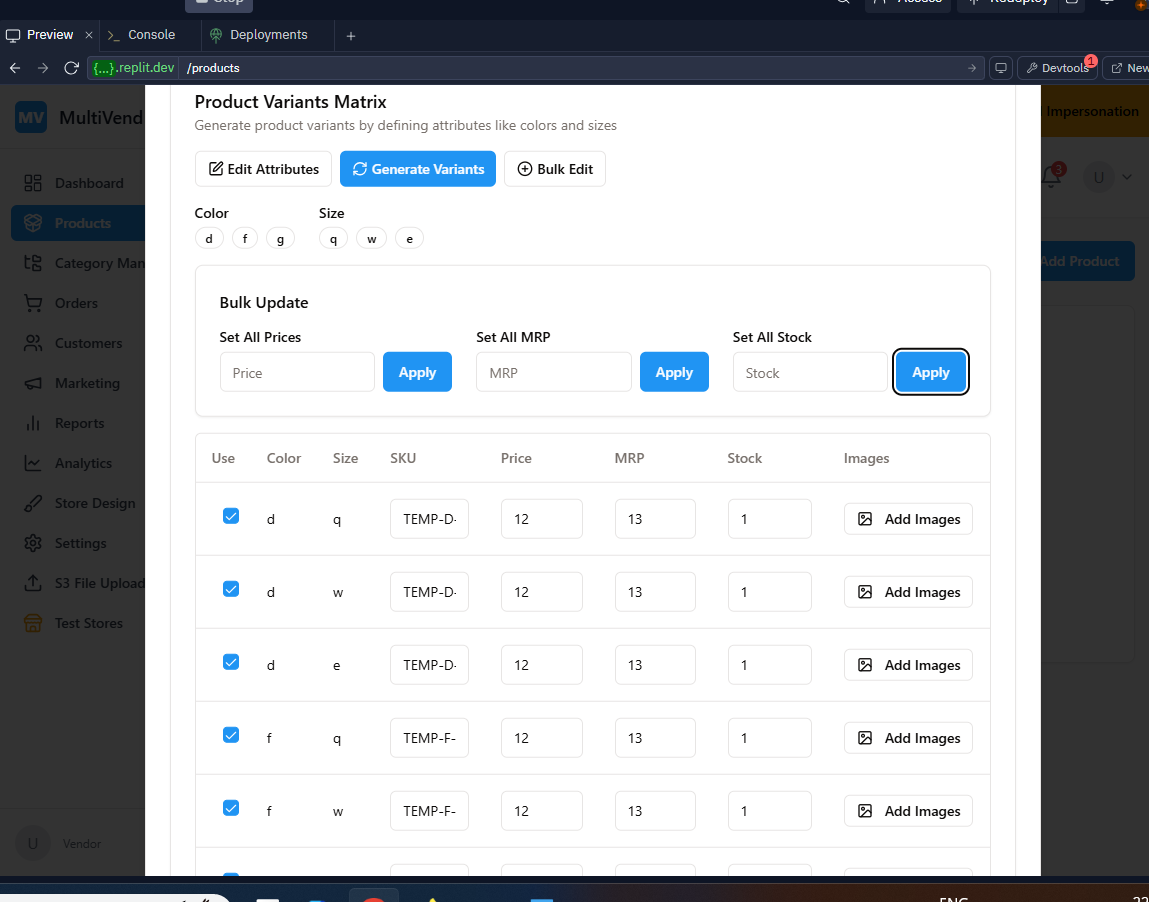 Stop Access Redeploy
Preview × Console Deployments +
{...}.replit.dev /products Devtools 1 New
MV MultiVend Impersonation
Dashboard
Products
Category Man
Orders
Customers
Marketing
Reports
Analytics
Store Design
Settings
S3 File Upload
Test Stores
U Vendor
3 U
Add Product
Product Variants Matrix
Generate product variants by defining attributes like colors and sizes
Edit Attributes Generate Variants Bulk Edit
Color Size
d f g q w e
Bulk Update
Set All Prices Set All MRP Set All Stock
Price Apply MRP Apply Stock Apply
Use Color Size SKU Price MRP Stock Images
d q TEMP-D- 12 13 1 Add Images
d w TEMP-D- 12 13 1 Add Images
d e TEMP-D- 12 13 1 Add Images
f q TEMP-F- 12 13 1 Add Images
f w TEMP-F- 12 13 1 Add Images
ENG